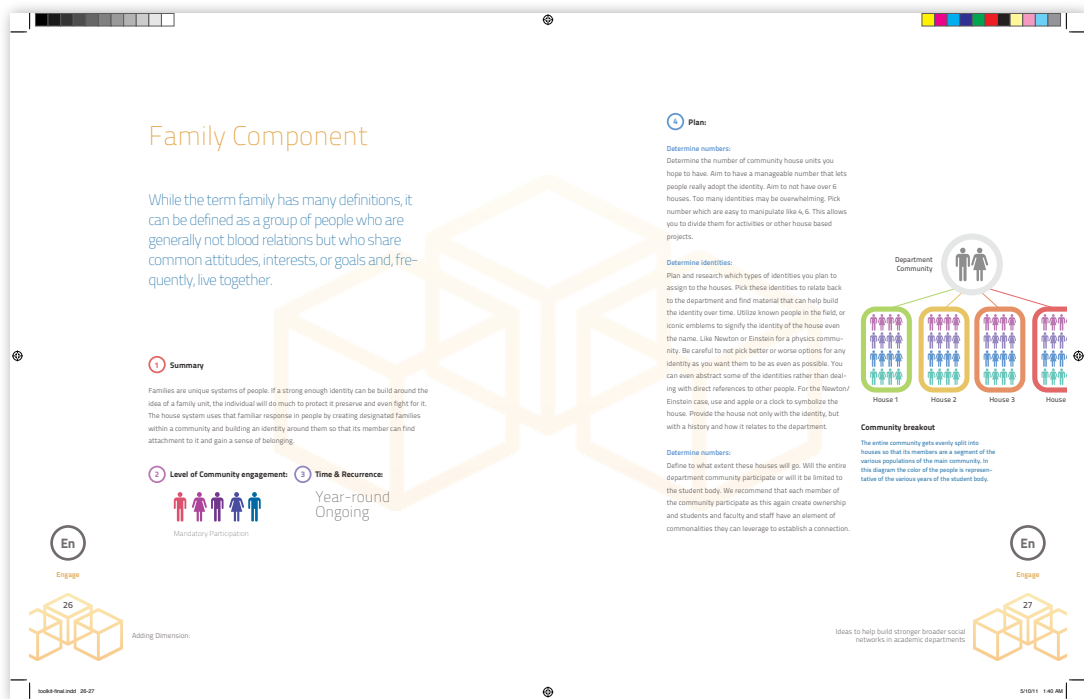 Family Component
While the term family has many definitions, it
can be defined as a group of people who are
generally not blood relations but who share
common attitudes, interests, or goals and, fre-
quently, live together.
1 Summary
Families are unique systems of people. If a strong enough identity can be build around the
idea of a family unit, the individual will do much to protect it preserve and even fight for it.
The house system uses that familiar response in people by creating designated families
within a community and building an identity around them so that its member can find
attachment to it and gain a sense of belonging.
2 Level of Community engagement:
Mandatory Participation
3 Time & Recurrence:
Year-round
Ongoing
En
Engage
26
Adding Dimension:
4 Plan:
Determine numbers:
Determine the number of community house units you
hope to have. Aim to have a manageable number that lets
people really adopt the identity. Aim to not have over 6
houses. Too many identities may be overwhelming. Pick
number which are easy to manipulate like 4, 6. This allows
you to divide them for activities or other house based
projects.
Determine identities:
Plan and research which types of identities you plan to
assign to the houses. Pick these identities to relate back
to the department and find material that can help build
the identity over time. Utilize known people in the field, or
iconic emblems to signify the identity of the house even
the name. Like Newton or Einstein for a physics commu-
nity. Be careful to not pick better or worse options for any
identity as you want them to be as even as possible. You
can even abstract some of the identities rather than deal-
ing with direct references to other people. For the Newton/
Einstein case, use and apple or a clock to symbolize the
house. Provide the house not only with the identity, but
with a history and how it relates to the department.
Determine numbers:
Define to what extent these houses will go. Will the entire
department community participate or will it be limited to
the student body. We recommend that each member of
the community participate as this again create ownership
and students and faculty and staff have an element of
commonalities they can leverage to establish a connection.
Department
Community
House 1
House 2
House 3
House
Community breakout
The entire community gets evenly split into
houses so that its members are a segment of the
various populations of the main community. In
this diagram the color of the people is represen-
tative of the various years of the student body.
En
Engage
27
Ideas to help build stronger broader social
networks in academic departments
toolkit-final.indd 26-27
5/10/11 1:40 AM